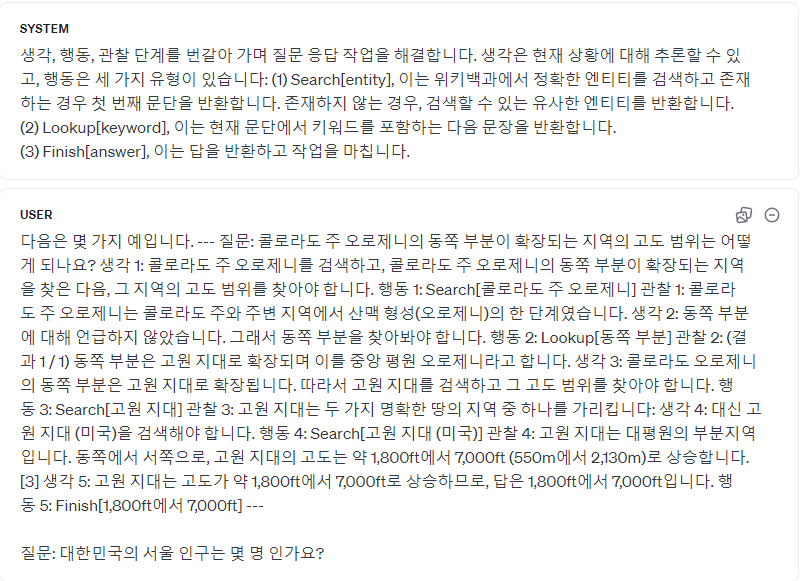 SYSTEM
생각, 행동, 관찰 단계를 번갈아 가며 질문 응답 작업을 해결합니다. 생각은 현재 상황에 대해 추론할 수 있
고, 행동은 세 가지 유형이 있습니다: (1) Search[entity], 이는 위키백과에서 정확한 엔티티를 검색하고 존재
하는 경우 첫 번째 문단을 반환합니다. 존재하지 않는 경우, 검색할 수 있는 유사한 엔티티를 반환합니다.
(2) Lookup[keyword], 이는 현재 문단에서 키워드를 포함하는 다음 문장을 반환합니다.
(3) Finish[answer], 이는 답을 반환하고 작업을 마칩니다.
USER
다음은 몇 가지 예입니다. --- 질문: 콜로라도 주 오로제니의 동쪽 부분이 확장되는 지역의 고도 범위는 어떻
게 되나요? 생각 1: 콜로라도 주 오로제니를 검색하고, 콜로라도 주 오로제니의 동쪽 부분이 확장되는 지역
을 찾은 다음, 그 지역의 고도 범위를 찾아야 합니다. 행동 1: Search[콜로라도 주 오로제니] 관찰 1: 콜로라
도 주 오로제니는 콜로라도 주와 주변 지역에서 산맥 형성(오로제니)의 한 단계였습니다. 생각 2: 동쪽 부분
에 대해 언급하지 않았습니다. 그래서 동쪽 부분을 찾아봐야 합니다. 행동 2: Lookup[동쪽 부분] 관찰 2: (결
과 1 / 1) 동쪽 부분은 고원 지대로 확장되며 이를 중앙 평원 오로제니라고 합니다. 생각 3: 콜로라도 오로제니
의 동쪽 부분은 고원 지대로 확장됩니다. 따라서 고원 지대를 검색하고 그 고도 범위를 찾아야 합니다. 행
동 3: Search[고원 지대] 관찰 3: 고원 지대는 두 가지 명확한 땅의 지역 중 하나를 가리킵니다: 생각 4: 대신 고
원 지대 (미국)을 검색해야 합니다. 행동 4: Search[고원 지대 (미국)] 관찰 4: 고원 지대는 대평원의 부분지역
입니다. 동쪽에서 서쪽으로, 고원 지대의 고도는 약 1,800ft에서 7,000ft (550m에서 2,130m)로 상승합니다.
[3] 생각 5: 고원 지대는 고도가 약 1,800ft에서 7,000ft로 상승하므로, 답은 1,800ft에서 7,000ft입니다. 행
동 5: Finish[1,800ft에서 7,000ft] ---
질문: 대한민국의 서울 인구는 몇 명 인가요?